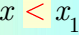 x < x₁